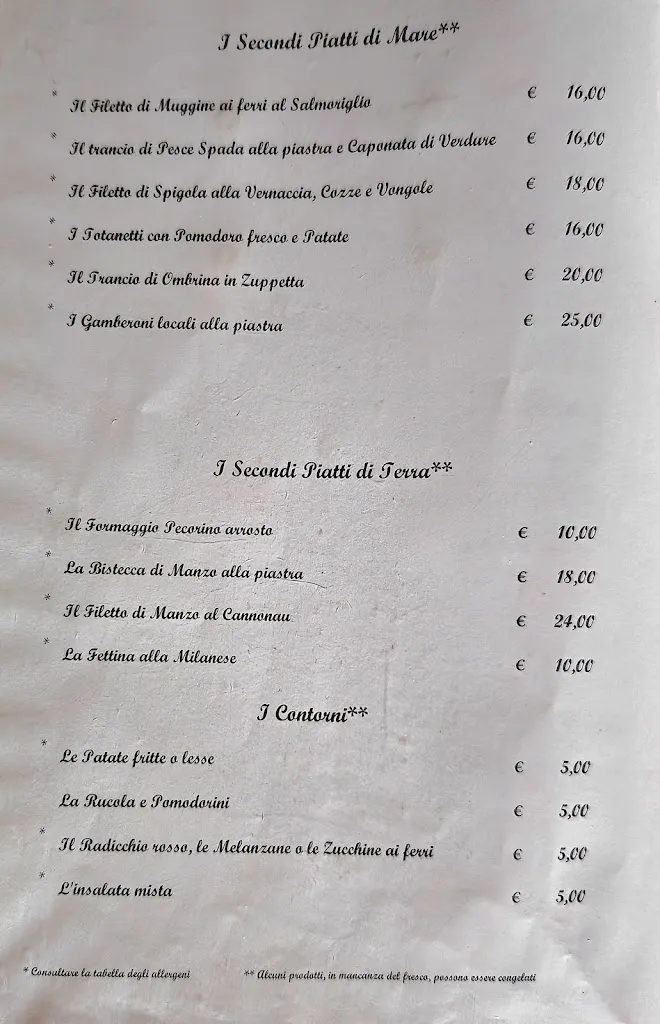 I Secondi Piatti di Mare**
* Il Filetto di Muggine ai ferri al Salmoriglio € 16,00
* Il trancio di Pesce Spada alla piastra e Caponata di Verdure € 16,00
* Il Filetto di Spigola alla Vernaccia, Cozze e Vongole € 18,00
* I Totanetti con Pomodoro fresco e Patate € 16,00
* Il Trancio di Ombrina in Zuppetta € 20,00
* I Gamberoni locali alla piastra € 25,00
I Secondi Piatti di Terra**
* Il Formaggio Pecorino arrosto € 10,00
* La Bistecca di Manzo alla piastra € 18,00
* Il Filetto di Manzo al Cannonau € 24,00
* La Fettina alla Milanese € 10,00
I Contorni**
* Le Patate fritte o lesse € 5,00
La Rucola e Pomodorini € 5,00
* Il Radicchio rosso, le Melanzane o le Zucchine ai ferri € 5,00
* L'insalata mista € 5,00
* Consultare la tabella degli allergeni ** Alcuni prodotti, in mancanza del fresco, possono essere congelati